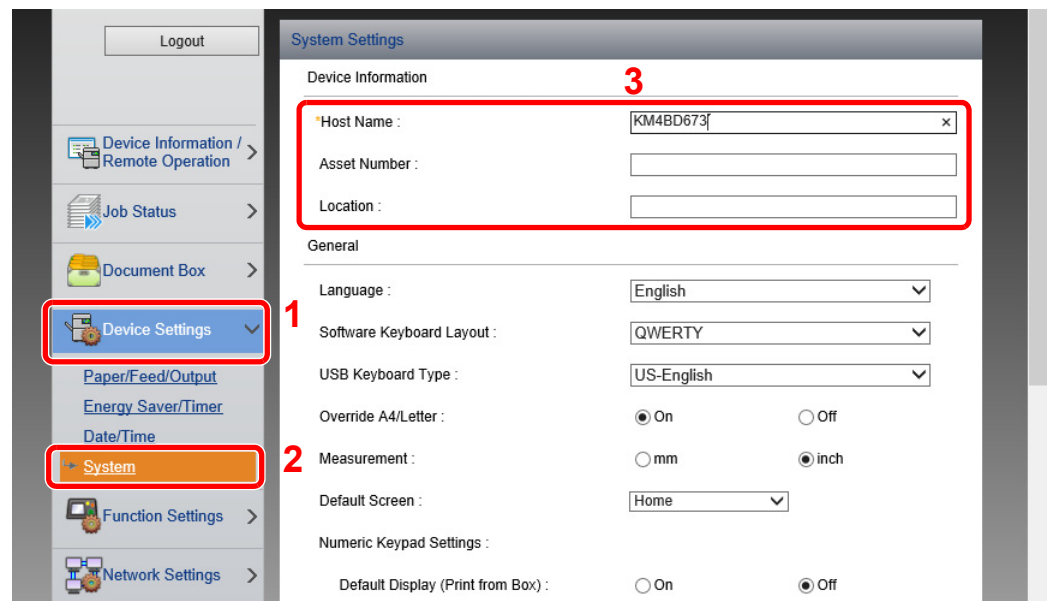 Logout
Device Information /
Remote Operation
Job Status
Document Box
1
Device Settings
Paper/Feed/Output
Energy Saver/Timer
Date/Time
2
System
Function Settings
Network Settings
System Settings
Device Information
3
*Host Name : KM4BD673 ×
Asset Number :
Location :
General
Language : English
Software Keyboard Layout : QWERTY
USB Keyboard Type : US-English
Override A4/Letter : On Off
Measurement : mm inch
Default Screen : Home
Numeric Keypad Settings :
Default Display (Print from Box) : On Off